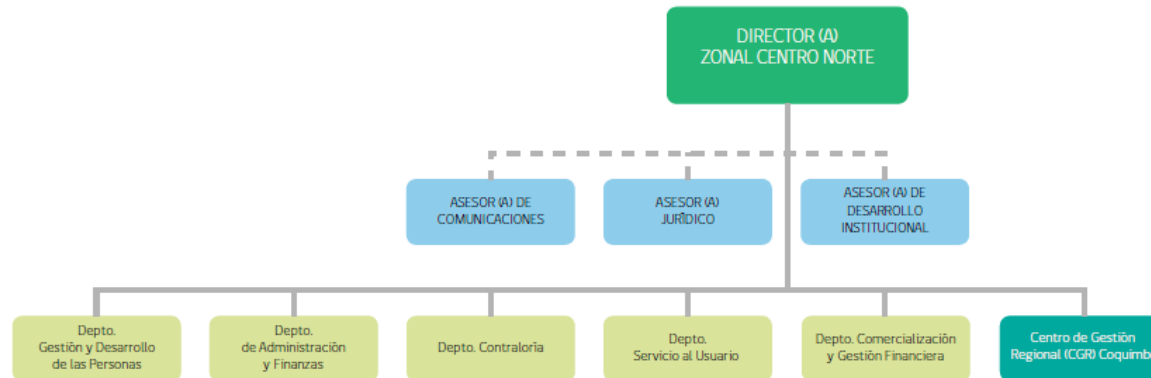 DIRECTOR (A)
ZONAL CENTRO NORTE
ASESOR (A) DE
COMUNICACIONES
ASESOR (A)
JURÍDICO
ASESOR (A) DE
DESARROLLO
INSTITUCIONAL
Depto.
Gestión y Desarrollo
de las Personas
Depto.
de Administración
y Finanzas
Depto. Contraloría
Depto.
Servicio al Usuario
Depto. Comercialización
y Gestión Financiera
Centro de Gestión
Regional (CGR) Coquimb